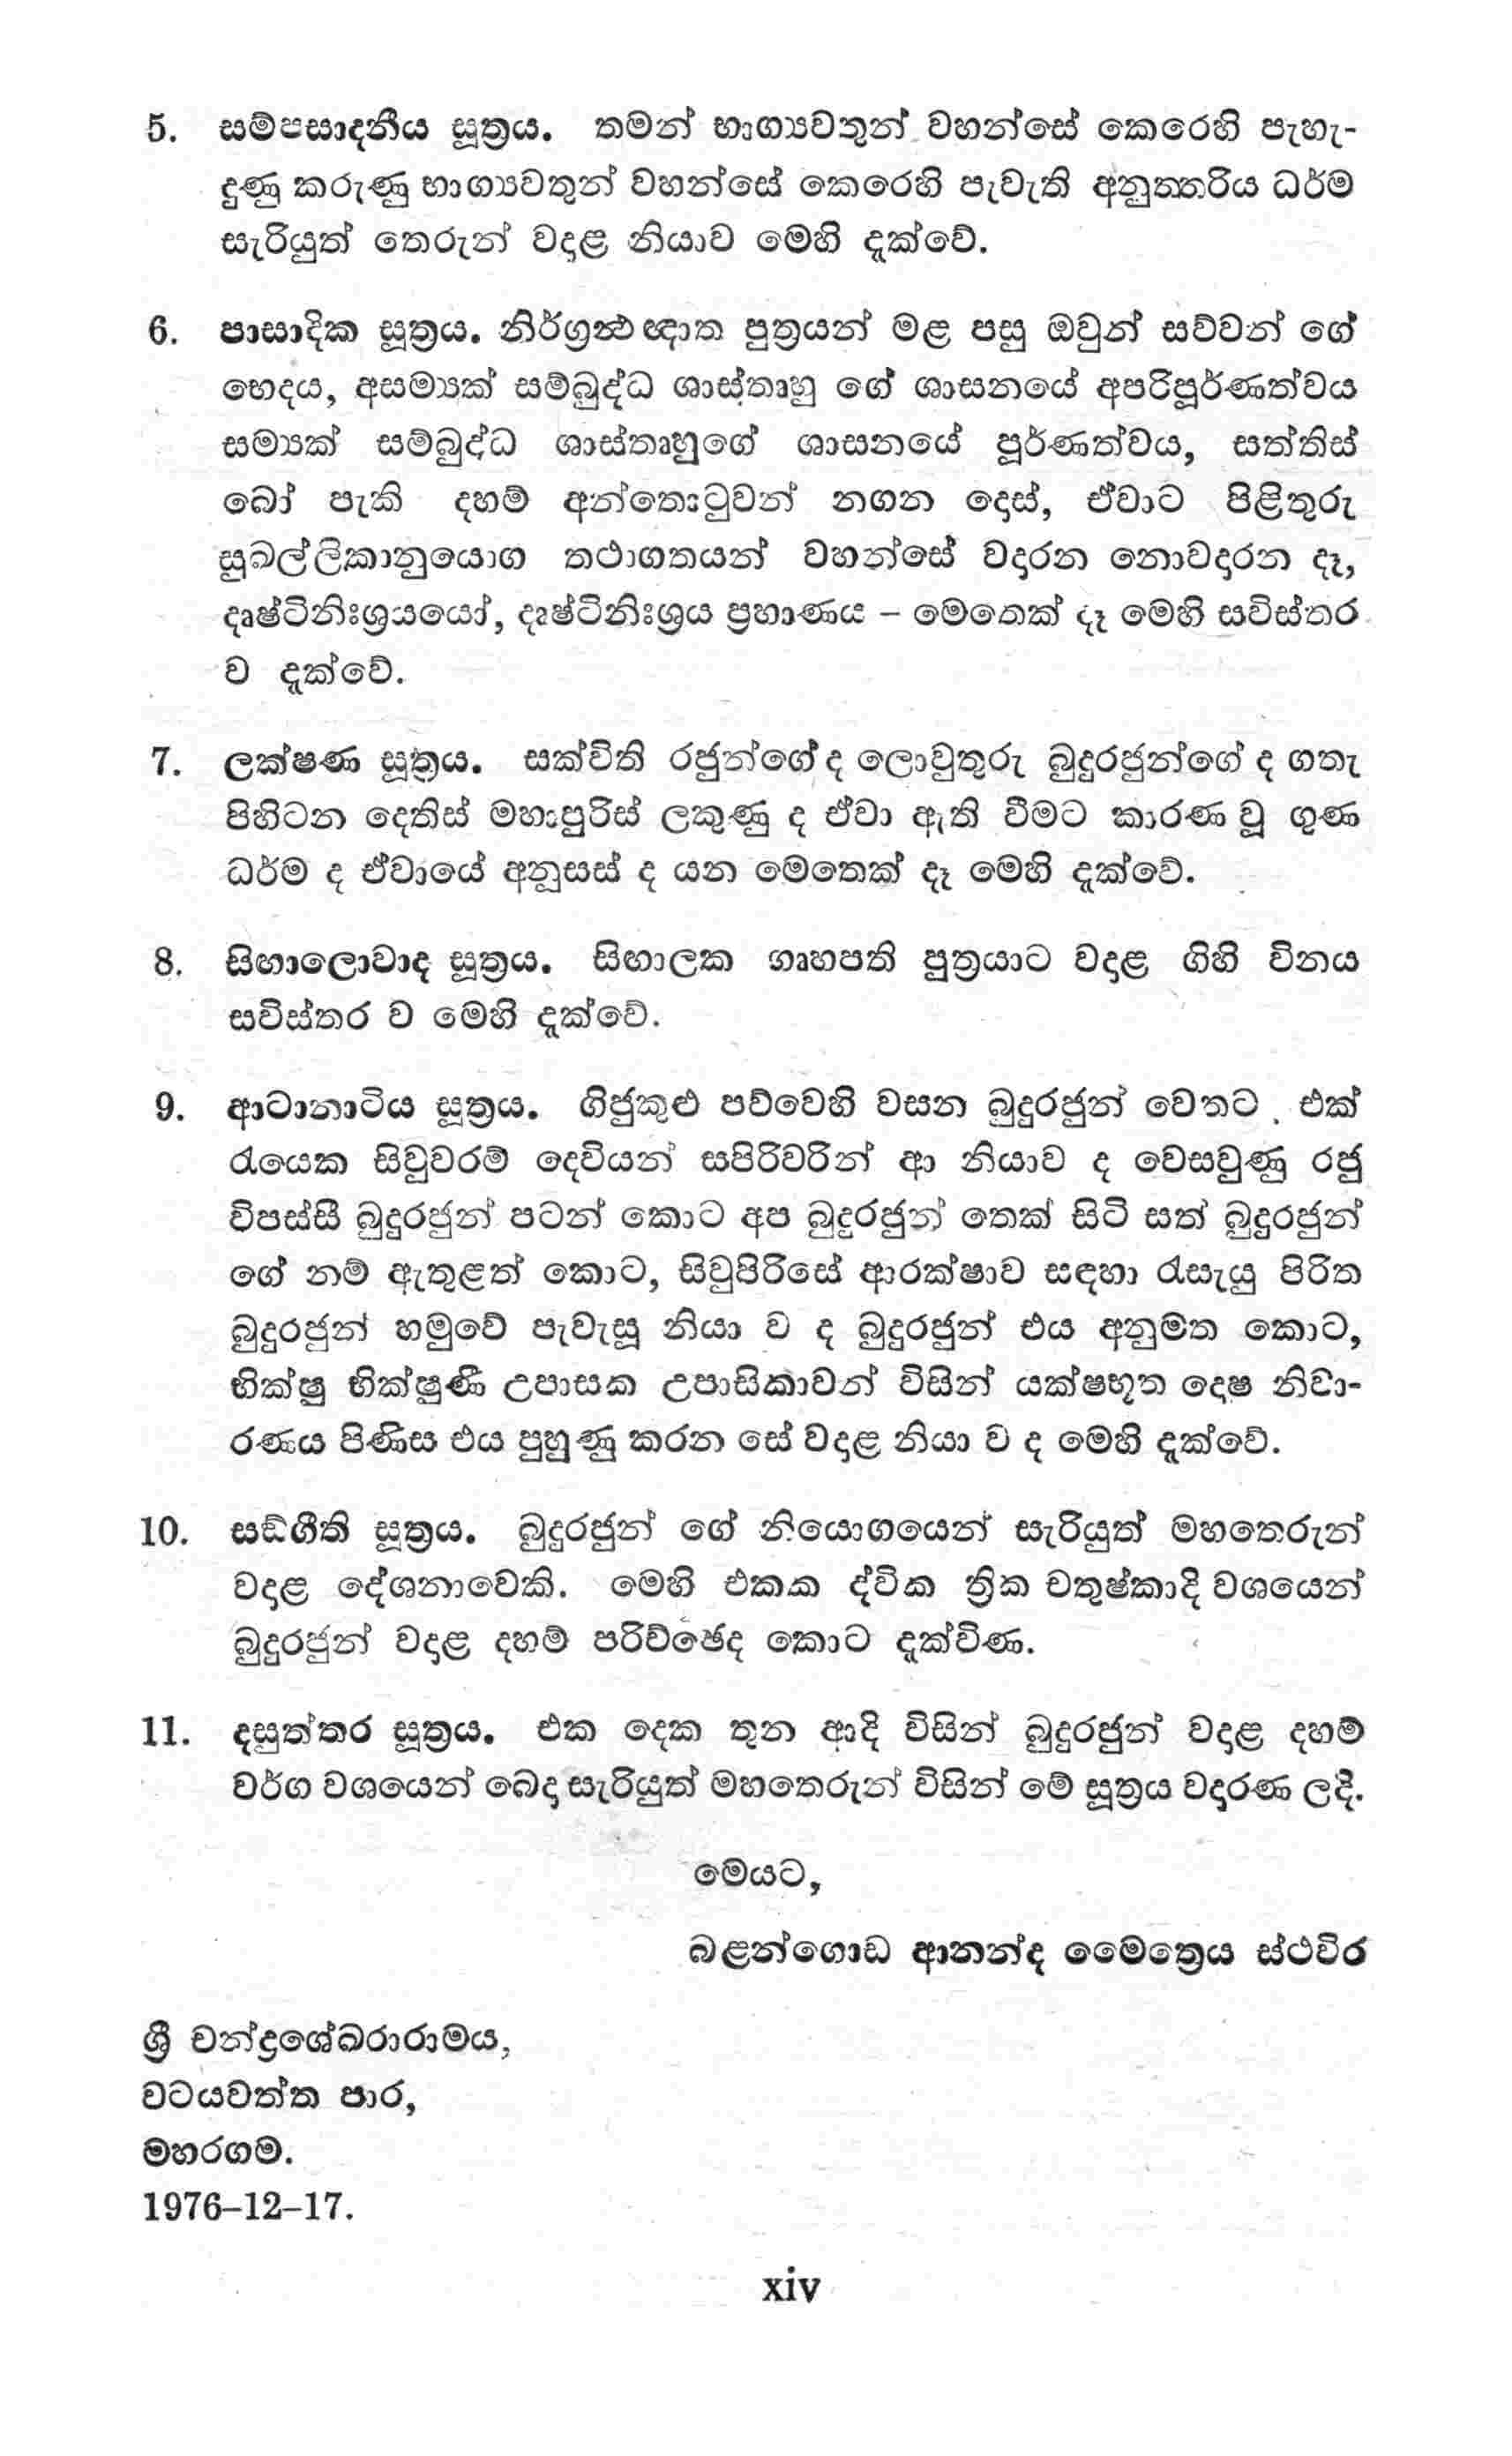 5. සම්පසාදනීය සූත්‍රය. තමන් භාග්‍යවතුන් වහන්සේ කෙරෙහි පැහැ-
දුණු කරුණු භාග්‍යවතුන් වහන්සේ කෙරෙහි පැවැති අනුත්තරිය ධර්ම
සැරියුත් තෙරුන් වදාළ නියාව මෙහි දැක්වේ.
6. පාසාදික සූත්‍රය. නිර්ග්‍රන්‍ථ ඥාත පුත්‍රයන් මළ පසු ඔවුන් සව්වන් ගේ
භෙදය, අසම්‍යක් සම්බුද්ධ ශාස්තෘහු ගේ ශාසනයේ අපරිපූර්ණත්වය
සම්‍යක් සම්බුද්ධ ශාස්තෘහුගේ ශාසනයේ පූර්ණත්වය, සත්තිස්
බෝ පැකි දහම් අන්තොටුවන් නගන දොස්, ඒවාට පිළිතුරු
සුඛල්ලිකානුයොග තථාගතයන් වහන්සේ වදාරන නොවදාරන දෑ,
දෘෂ්ටිනිඃශ්‍රයයෝ, දෘෂ්ටිනිඃශ්‍රය ප්‍රහාණය – මෙතෙක් දෑ මෙහි සවිස්තර
ව දැක්වේ.
7. ලක්ෂණ සූත්‍රය. සක්විති රජුන්ගේ ද ලොවුතුරු බුදුරජුන්ගේ ද ගතැ
පිහිටන දෙතිස් මහාපුරිස් ලකුණු ද ඒවා ඇති වීමට කාරණ වූ ගුණ
ධර්ම ද ඒවායේ අනුසස් ද යන මෙතෙක් දෑ මෙහි දැක්වේ.
8. සිඟාලොවාද සූත්‍රය. සිඟාලක ගෘහපති පුත්‍රයාට වදාළ ගිහි විනය
සවිස්තර ව මෙහි දැක්වේ.
9. ආටානාටිය සූත්‍රය. ගිජුකුළු පව්වෙහි වසන බුදුරජුන් වෙතට එක්
රැයෙක සිවුවරම් දෙවියන් සපිරිවරින් ආ නියාව ද වෙසවුණු රජු
විපස්සී බුදුරජුන් පටන් කොට අප බුදුරජුන් තෙක් සිටි සත් බුදුරජුන්
ගේ නම් ඇතුළත් කොට, සිවුපිරිසේ ආරක්ෂාව සඳහා රැසැයු පිරිත
බුදුරජුන් හමුවේ පැවැසූ නියා ව ද බුදුරජුන් එය අනුමත කොට,
භික්ෂු භික්ෂුණී උපාසක උපාසිකාවන් විසින් යක්ෂභූත දොෂ නිවා-
රණය පිණිස එය පුහුණු කරන සේ වදාළ නියා ව ද මෙහි දැක්වේ.
10. සඞ්ගීති සූත්‍රය. බුදුරජුන් ගේ නියොගයෙන් සැරියුත් මහතෙරුන්
වදාළ දේශනාවෙකි. මෙහි එකක ද්වික ත්‍රික චතුෂ්කාදි වශයෙන්
බුදුරජුන් වදාළ දහම් පරිච්ඡෙද කොට දැක්විණ.
11. දසුත්තර සූත්‍රය. එක දෙක තුන ආදි විසින් බුදුරජුන් වදාළ දහම්
වර්ග වශයෙන් බෙදා සැරියුත් මහතෙරුන් විසින් මේ සූත්‍රය වදාරණ ලදි.
මෙයට,
බළන්ගොඩ ආනන්ද මෛත්‍රෙය ස්ථවිර
ශ්‍රී චන්ද්‍රශේඛරාරාමය,
වටයවත්ත පාර,
මහරගම.
1976–12–17.
xiv